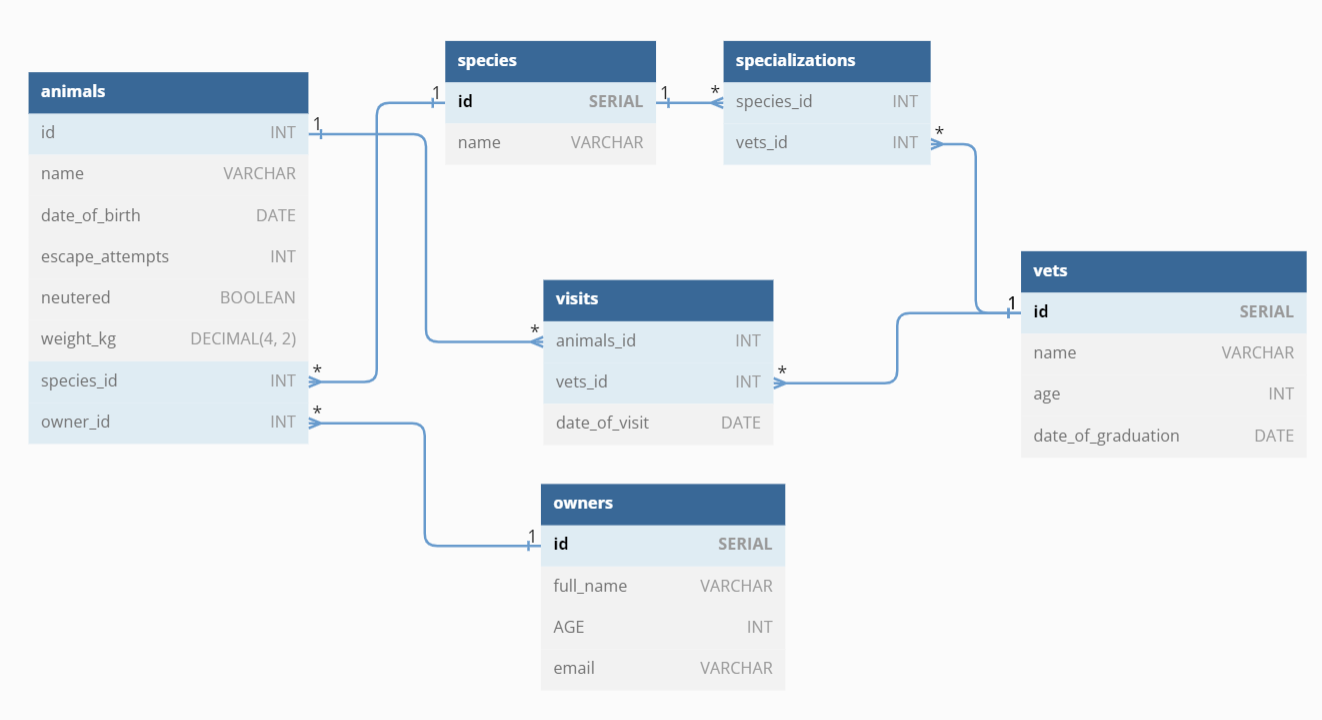 animals
id INT
name VARCHAR
date_of_birth DATE
escape_attempts INT
neutered BOOLEAN
weight_kg DECIMAL(4, 2)
species_id INT
owner_id INT
1
*
*
species
id SERIAL
name VARCHAR
1
1
specializations
species_id INT
vets_id INT
*
*
visits
animals_id INT
vets_id INT
date_of_visit DATE
*
*
vets
id SERIAL
name VARCHAR
age INT
date_of_graduation DATE
1
owners
id SERIAL
full_name VARCHAR
AGE INT
email VARCHAR
1